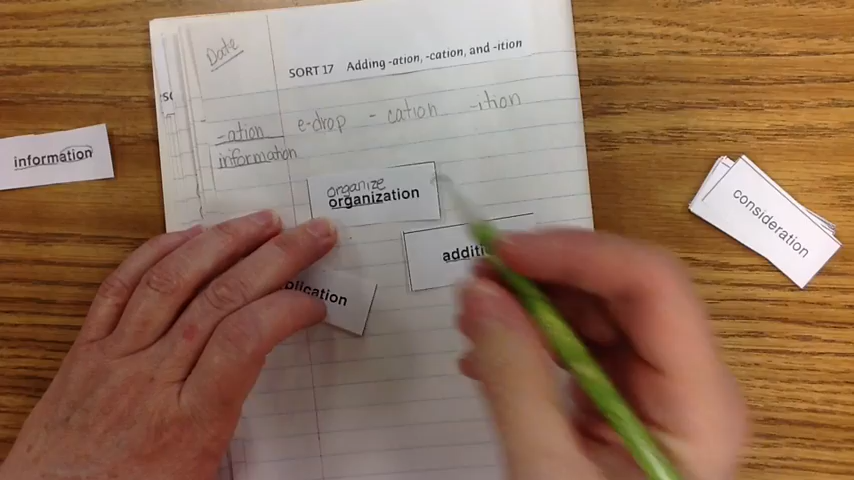 Date
SORT 17 Adding -ation, -cation, and -ition
-ation e-drop - cation -ition
information
information
organize
organization
consideration